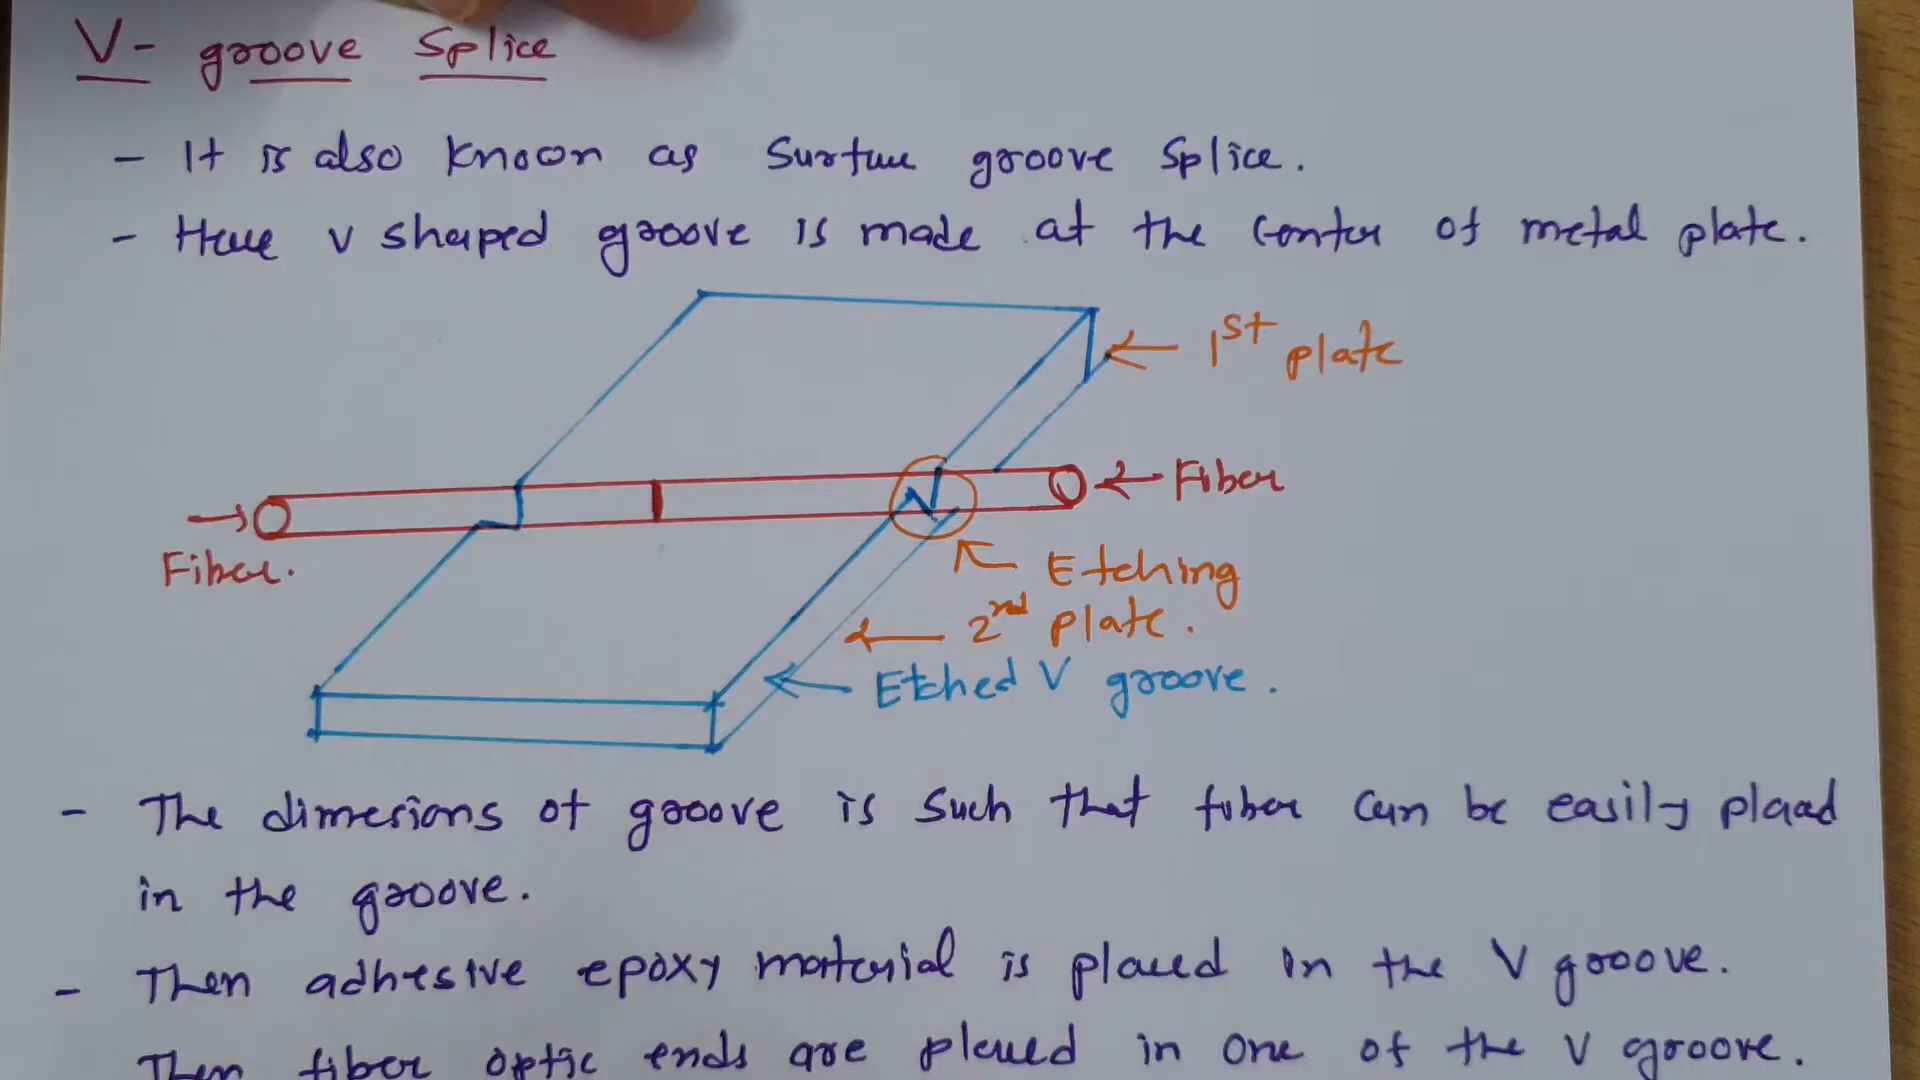 V- groove Splice
- It is also known as Surface groove Splice.
- Here V shaped groove is made at the center of metal plate.
1st plate
Fiber
Fiber.
Etching
2nd plate.
Etched V groove.
- The dimesions of groove is such that fiber can be easily placed
in the groove.
- Then adhesive epoxy material is placed in the V groove.
Then fiber optic ends are placed in one of the V groove.